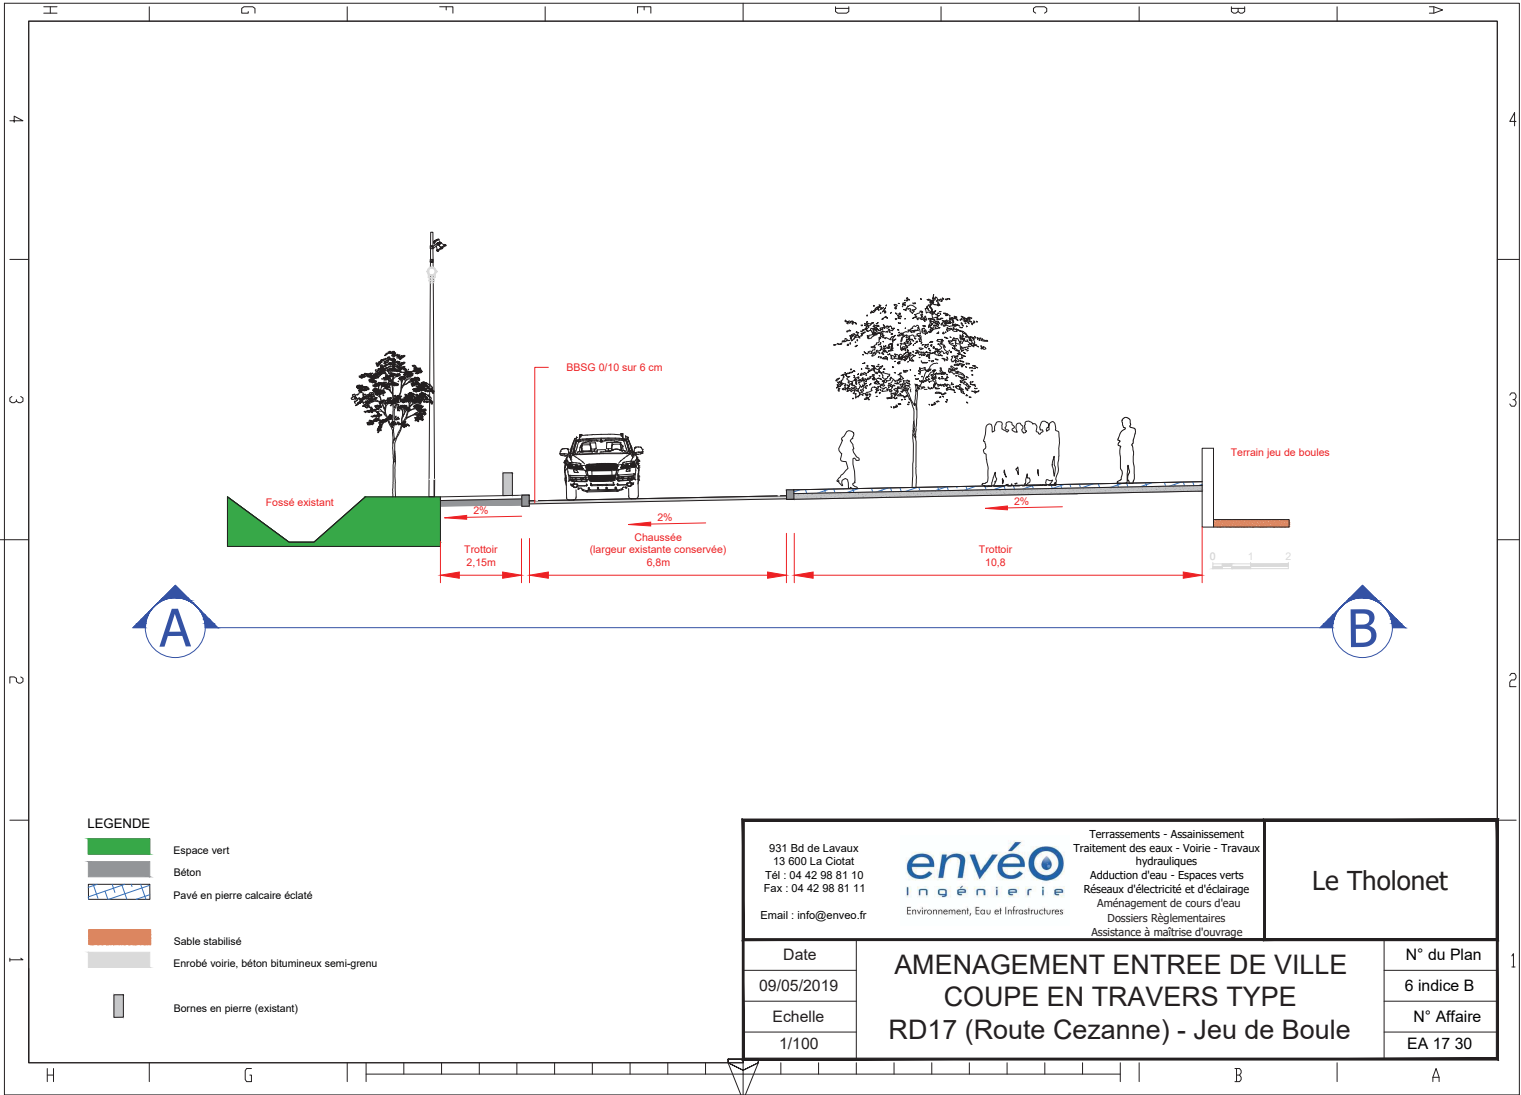 H G F E D C B A
4 4
BBSG 0/10 sur 6 cm
3 3
Terrain jeu de boules
Fossé existant
2% 2% 2%
Trottoir
2,15m
Chaussée
(largeur existante conservée)
6,8m
Trottoir
10,8
0 1 2
A B
2 2
LEGENDE
Espace vert
Béton
Pavé en pierre calcaire éclaté
Sable stabilisé
Enrobé voirie, béton bitumineux semi-grenu
Bornes en pierre (existant)
1 1
931 Bd de Lavaux
13 600 La Ciotat
Tél : 04 42 98 81 10
Fax : 04 42 98 81 11
Email : info@enveo.fr
envéo
Ingénierie
Environnement, Eau et Infrastructures
Terrassements - Assainissement
Traitement des eaux - Voirie - Travaux
hydrauliques
Adduction d'eau - Espaces verts
Réseaux d'électricité et d'éclairage
Aménagement de cours d'eau
Dossiers Règlementaires
Assistance à maîtrise d'ouvrage
Le Tholonet
Date
09/05/2019
Echelle
1/100
AMENAGEMENT ENTREE DE VILLE
COUPE EN TRAVERS TYPE
RD17 (Route Cezanne) - Jeu de Boule
N° du Plan
6 indice B
N° Affaire
EA 17 30
H G B A